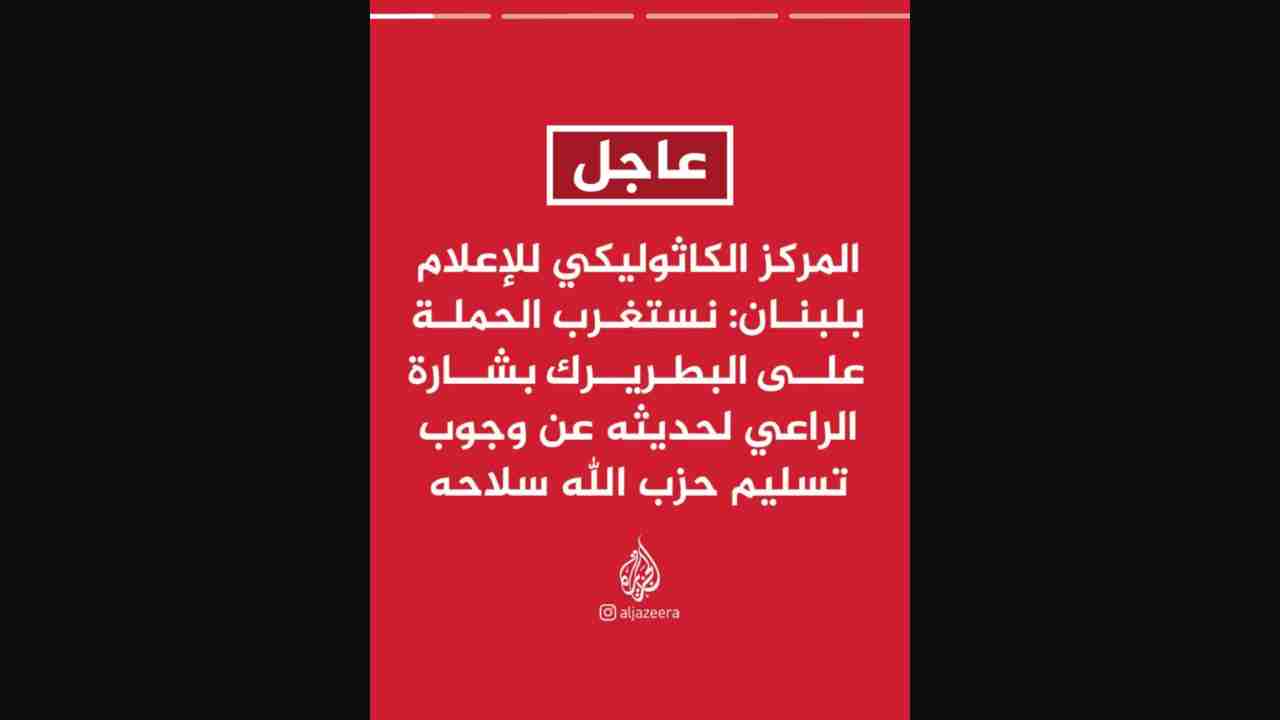 عاجل
المركز الكاثوليكي للإعلام
بلبنان: نستغرب الحملة
على البطريرك بشارة
الراعي لحديثه عن وجوب
تسليم حزب الله سلاحه
الجزيرة
aljazeera